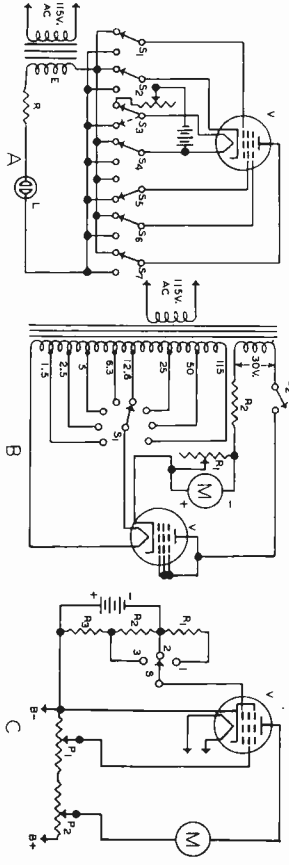 115V.
AC
E
R
L
A
S1
S2
S3
S4
S5
S6
S7
V
115V.
AC
30V.
115
50
25
12.6
6.3
5
2.5
1.5
S1
R2
R1
M
- +
V
B
+ -
R3
R2
R1
1
2
3
S
V
B-
P1
P2
B+
M
C